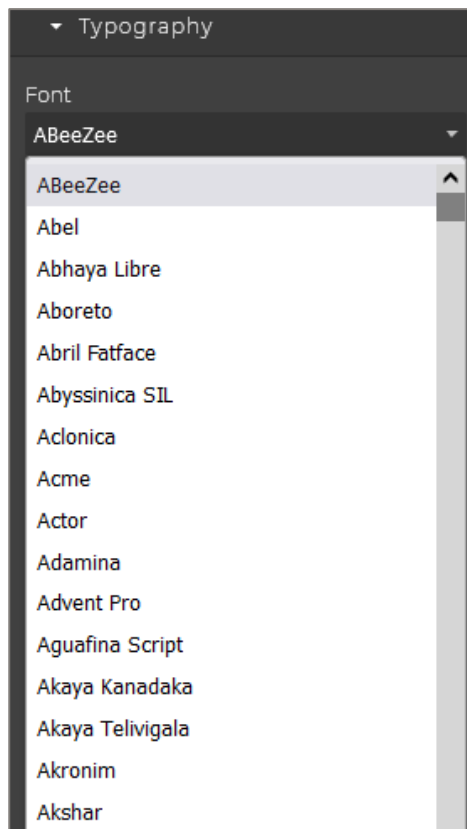 Typography
Font
ABeeZee
ABeeZee
Abel
Abhaya Libre
Aboreto
Abril Fatface
Abyssinica SIL
Aclonica
Acme
Actor
Adamina
Advent Pro
Aguafina Script
Akaya Kanadaka
Akaya Telivigala
Akronim
Akshar